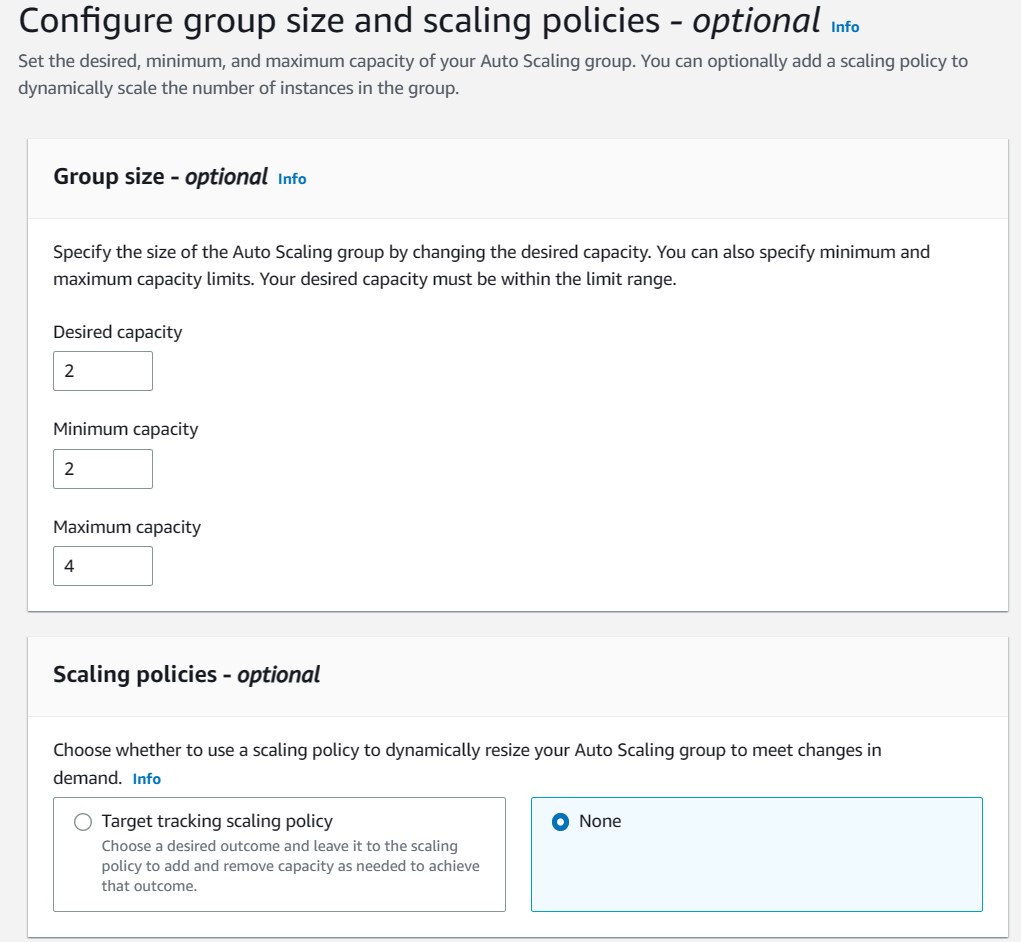 Configure group size and scaling policies - optional Info
Set the desired, minimum, and maximum capacity of your Auto Scaling group. You can optionally add a scaling policy to
dynamically scale the number of instances in the group.
Group size - optional Info
Specify the size of the Auto Scaling group by changing the desired capacity. You can also specify minimum and
maximum capacity limits. Your desired capacity must be within the limit range.
Desired capacity
2
Minimum capacity
2
Maximum capacity
4
Scaling policies - optional
Choose whether to use a scaling policy to dynamically resize your Auto Scaling group to meet changes in
demand. Info
Target tracking scaling policy
Choose a desired outcome and leave it to the scaling
policy to add and remove capacity as needed to achieve
that outcome.
None